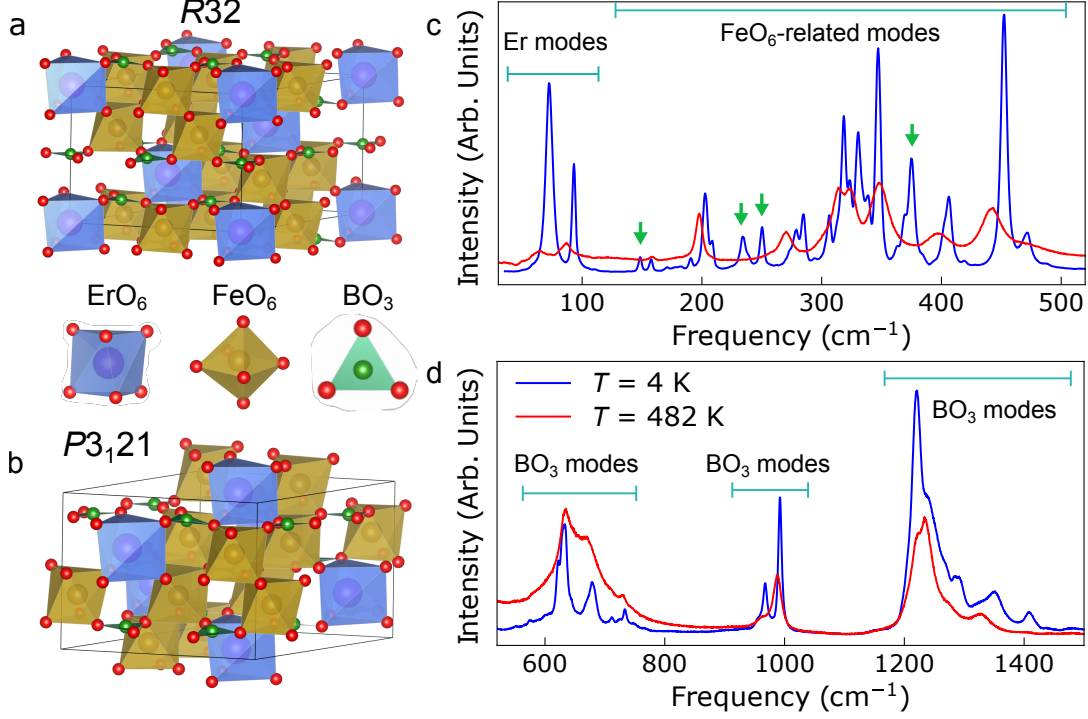 a
R32
ErO₆
FeO₆
BO₃
b
P3₁21
c
Er modes
FeO₆-related modes
Intensity (Arb. Units)
100
200
300
400
500
Frequency (cm⁻¹)
d
T = 4 K
T = 482 K
BO₃ modes
BO₃ modes
BO₃ modes
Intensity (Arb. Units)
600
800
1000
1200
1400
Frequency (cm⁻¹)